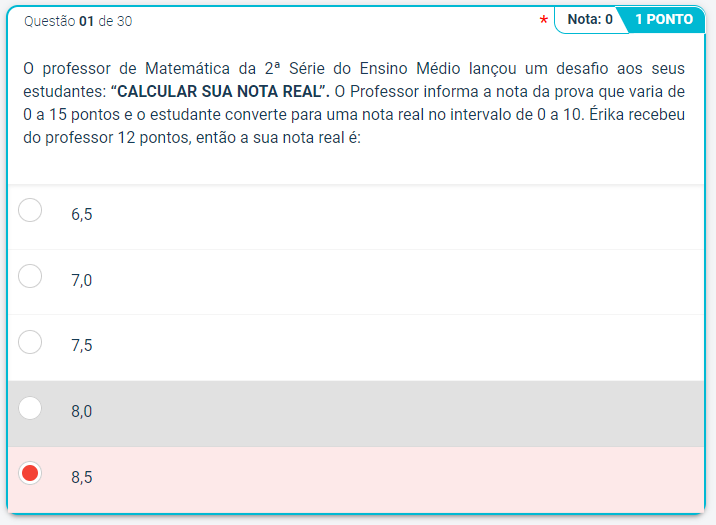 Questão 01 de 30
* Nota: 0 1 PONTO
O professor de Matemática da 2ª Série do Ensino Médio lançou um desafio aos seus
estudantes: “CALCULAR SUA NOTA REAL”. O Professor informa a nota da prova que varia de
0 a 15 pontos e o estudante converte para uma nota real no intervalo de 0 a 10. Érika recebeu
do professor 12 pontos, então a sua nota real é:
6,5
7,0
7,5
8,0
8,5